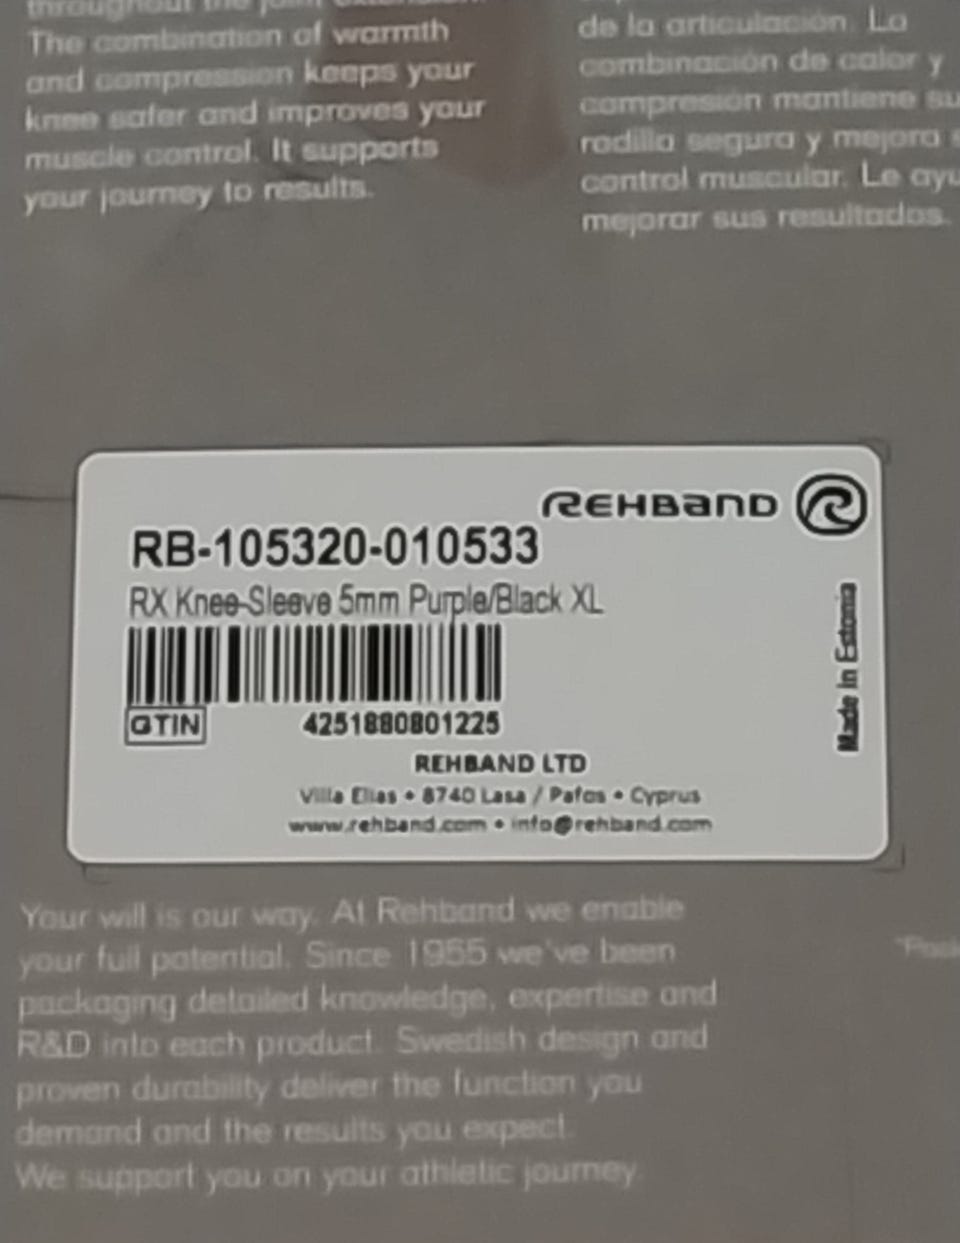 throughout the joint
The combination of warmth
and compression keeps your
knee safer and improves your
muscle control. It supports
your journey to results.
de la articulación. La
combinación de calor y
compresión mantiene su
rodilla segura y mejora
control muscular. Le ayu
mejorar sus resultados.
REHBAND
RB-105320-010533
RX Knee-Sleeve 5mm Purple/Black XL
GTIN 4251880801225
Made in Estonia
REHBAND LTD
Villa Elias • 8740 Lasa / Pafos • Cyprus
www.rehband.com • info@rehband.com
Your will is our way. At Rehband we enable
your full potential. Since 1955 we've been
packaging detailed knowledge, expertise and
R&D into each product. Swedish design and
proven durability deliver the function you
demand and the results you expect.
We support you on your athletic journey.